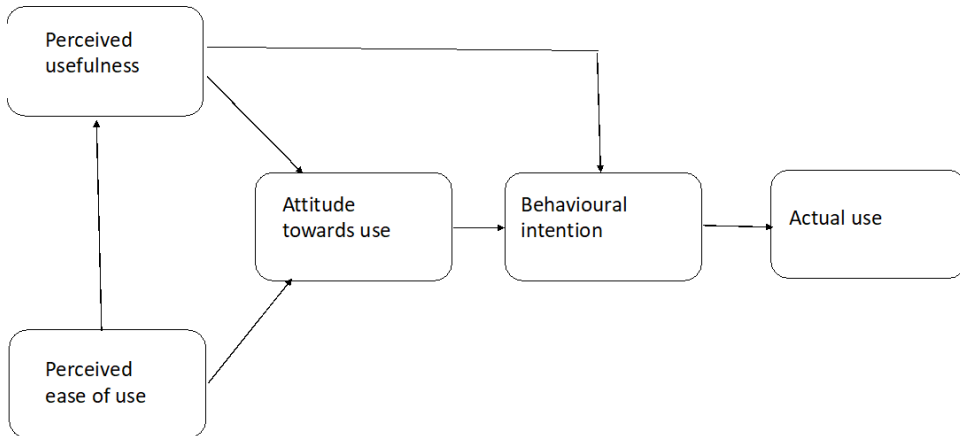 Perceived
usefulness
Attitude
towards use
Behavioural
intention
Actual use
Perceived
ease of use